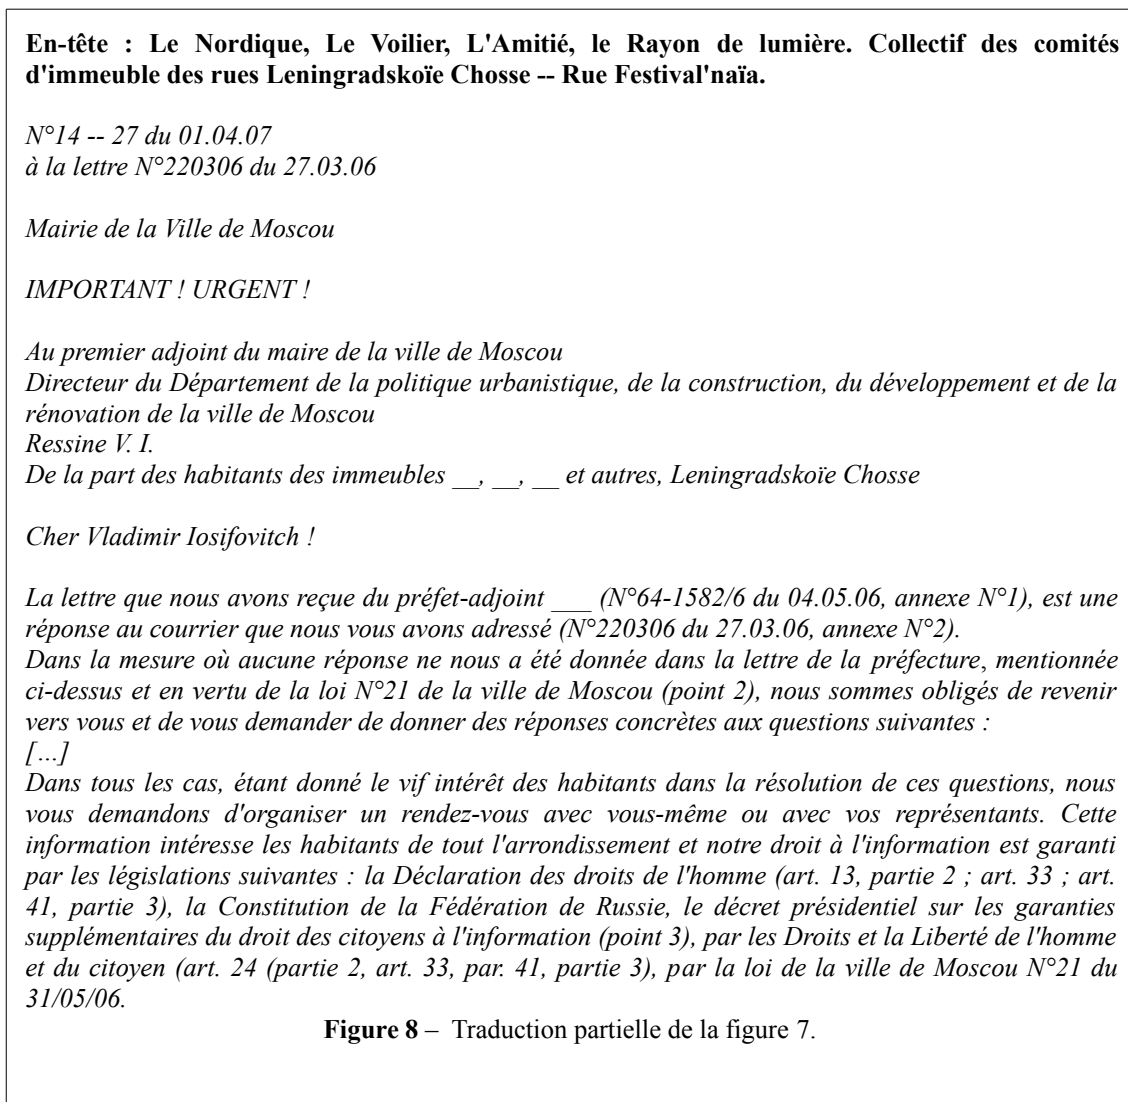 En-tête : Le Nordique, Le Voilier, L'Amitié, le Rayon de lumière. Collectif des comités
d'immeuble des rues Leningradskoïe Chosse -- Rue Festival'naïa.
N°14 -- 27 du 01.04.07
à la lettre N°220306 du 27.03.06
Mairie de la Ville de Moscou
IMPORTANT ! URGENT !
Au premier adjoint du maire de la ville de Moscou
Directeur du Département de la politique urbanistique, de la construction, du développement et de la
rénovation de la ville de Moscou
Ressine V. I.
De la part des habitants des immeubles __, __, __ et autres, Leningradskoïe Chosse
Cher Vladimir Iosifovitch !
La lettre que nous avons reçue du préfet-adjoint ___ (N°64-1582/6 du 04.05.06, annexe N°1), est une
réponse au courrier que nous vous avons adressé (N°220306 du 27.03.06, annexe N°2).
Dans la mesure où aucune réponse ne nous a été donnée dans la lettre de la préfecture, mentionnée
ci-dessus et en vertu de la loi N°21 de la ville de Moscou (point 2), nous sommes obligés de revenir
vers vous et de vous demander de donner des réponses concrètes aux questions suivantes :
[...]
Dans tous les cas, étant donné le vif intérêt des habitants dans la résolution de ces questions, nous
vous demandons d'organiser un rendez-vous avec vous-même ou avec vos représentants. Cette
information intéresse les habitants de tout l'arrondissement et notre droit à l'information est garanti
par les législations suivantes : la Déclaration des droits de l'homme (art. 13, partie 2 ; art. 33 ; art.
41, partie 3), la Constitution de la Fédération de Russie, le décret présidentiel sur les garanties
supplémentaires du droit des citoyens à l'information (point 3), par les Droits et la Liberté de l'homme
et du citoyen (art. 24 (partie 2, art. 33, par. 41, partie 3), par la loi de la ville de Moscou N°21 du
31/05/06.
Figure 8 – Traduction partielle de la figure 7.